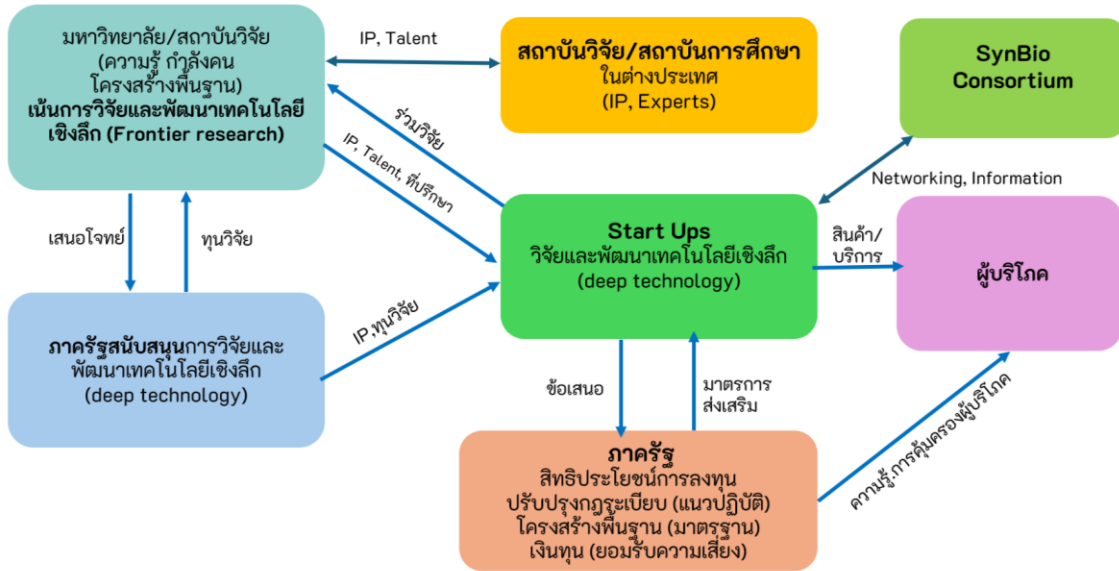 มหาวิทยาลัย/สถาบันวิจัย
(ความรู้ กำลังคน
โครงสร้างพื้นฐาน)
เน้นการวิจัยและพัฒนาเทคโนโลยี
เชิงลึก (Frontier research)
IP, Talent
สถาบันวิจัย/สถาบันการศึกษา
ในต่างประเทศ
(IP, Experts)
SynBio
Consortium
ร่วมวิจัย
IP, Talent, ที่ปรึกษา
Networking, Information
เสนอโจทย์
ทุนวิจัย
Start Ups
วิจัยและพัฒนาเทคโนโลยีเชิงลึก
(deep technology)
สินค้า/
บริการ
ผู้บริโภค
ภาครัฐสนับสนุนการวิจัยและ
พัฒนาเทคโนโลยีเชิงลึก
(deep technology)
IP,ทุนวิจัย
ข้อเสนอ
มาตรการ
ส่งเสริม
ภาครัฐ
สิทธิประโยชน์การลงทุน
ปรับปรุงกฎระเบียบ (แนวปฏิบัติ)
โครงสร้างพื้นฐาน (มาตรฐาน)
เงินทุน (ยอมรับความเสี่ยง)
ความรู้.การคุ้มครองผู้บริโภค